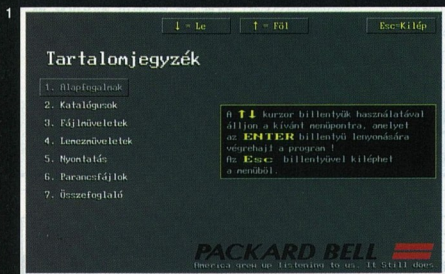 1
↓ = Le
↑ = Föl
Esc=Kilép
Tartalomjegyzék
1. Alapfogalmak
2. Katalógusok
3. Fájlműveletek
4. Lemezműveletek
5. Nyomtatás
6. Parancsfájlok
7. Összefoglaló
A ↑↓ kurzor billentyűk használatával
álljon a kívánt menüpontra, amelyet
az ENTER billentyű lenyomására
végrehajt a program !
Az Esc billentyűvel kiléphet
a menüből.
PACKARD BELL
America grew up listening to us. It Still does